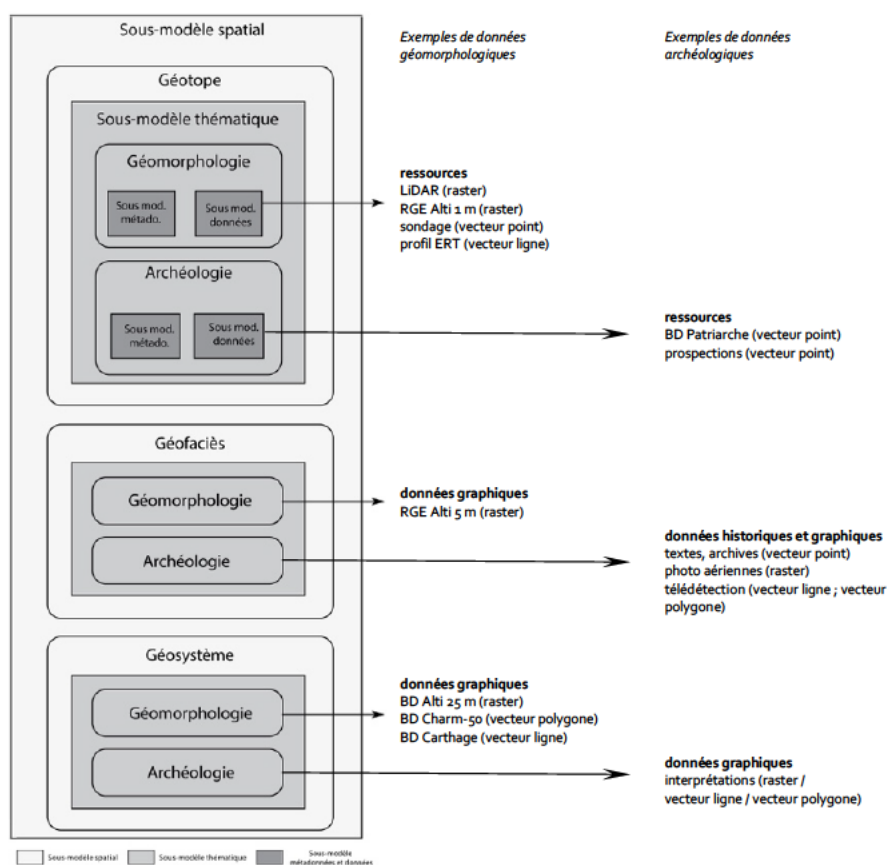 Sous-modèle spatial
Exemples de données
géomorphologiques
Exemples de données
archéologiques
Géotope
Sous-modèle thématique
Géomorphologie
Sous mod.
métado.
Sous mod.
données
ressources
LiDAR (raster)
RGE Alti 1 m (raster)
sondage (vecteur point)
profil ERT (vecteur ligne)
Archéologie
Sous mod.
métado.
Sous mod.
données
ressources
BD Patriarche (vecteur point)
prospections (vecteur point)
Géofaciès
Géomorphologie
données graphiques
RGE Alti 5 m (raster)
Archéologie
données historiques et graphiques
textes, archives (vecteur point)
photo aériennes (raster)
télédétection (vecteur ligne ; vecteur
polygone)
Géosystème
Géomorphologie
données graphiques
BD Alti 25 m (raster)
BD Charm-50 (vecteur polygone)
BD Carthage (vecteur ligne)
Archéologie
données graphiques
interprétations (raster /
vecteur ligne / vecteur polygone)
Sous-modèle spatial
Sous-modèle thématique
Sous-modèle
métadonnées et données